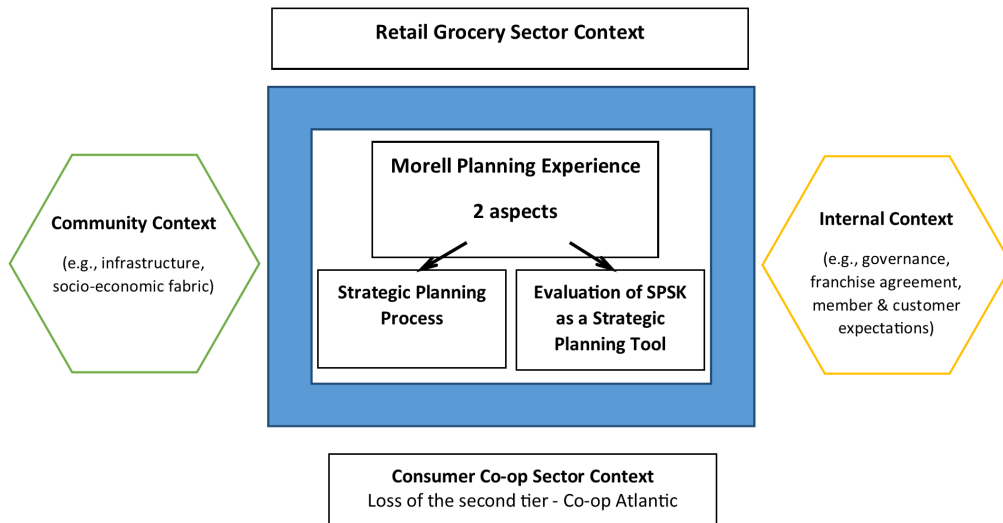 Retail Grocery Sector Context
Morell Planning Experience
2 aspects
Community Context
(e.g., infrastructure,
socio-economic fabric)
Internal Context
(e.g., governance,
franchise agreement,
member & customer
expectations)
Strategic Planning
Process
Evaluation of SPSK
as a Strategic
Planning Tool
Consumer Co-op Sector Context
Loss of the second tier - Co-op Atlantic